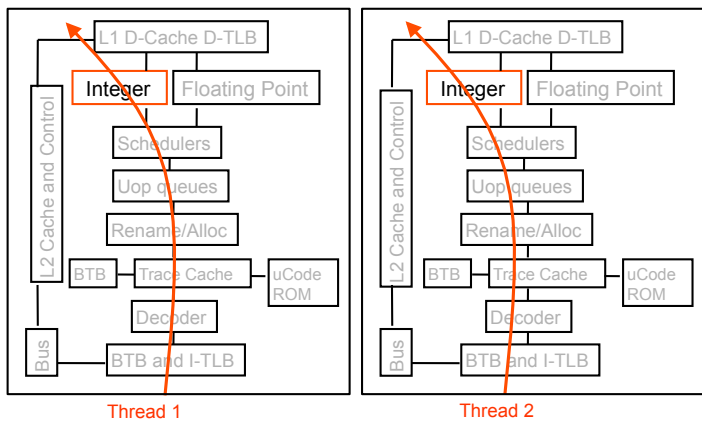 L1 D-Cache D-TLB
Integer
Floating Point
L2 Cache and Control
Schedulers
Uop queues
Rename/Alloc
BTB
Trace Cache
uCode
ROM
Decoder
Bus
BTB and I-TLB
Thread 1
L1 D-Cache D-TLB
Integer
Floating Point
L2 Cache and Control
Schedulers
Uop queues
Rename/Alloc
BTB
Trace Cache
uCode
ROM
Decoder
Bus
BTB and I-TLB
Thread 2